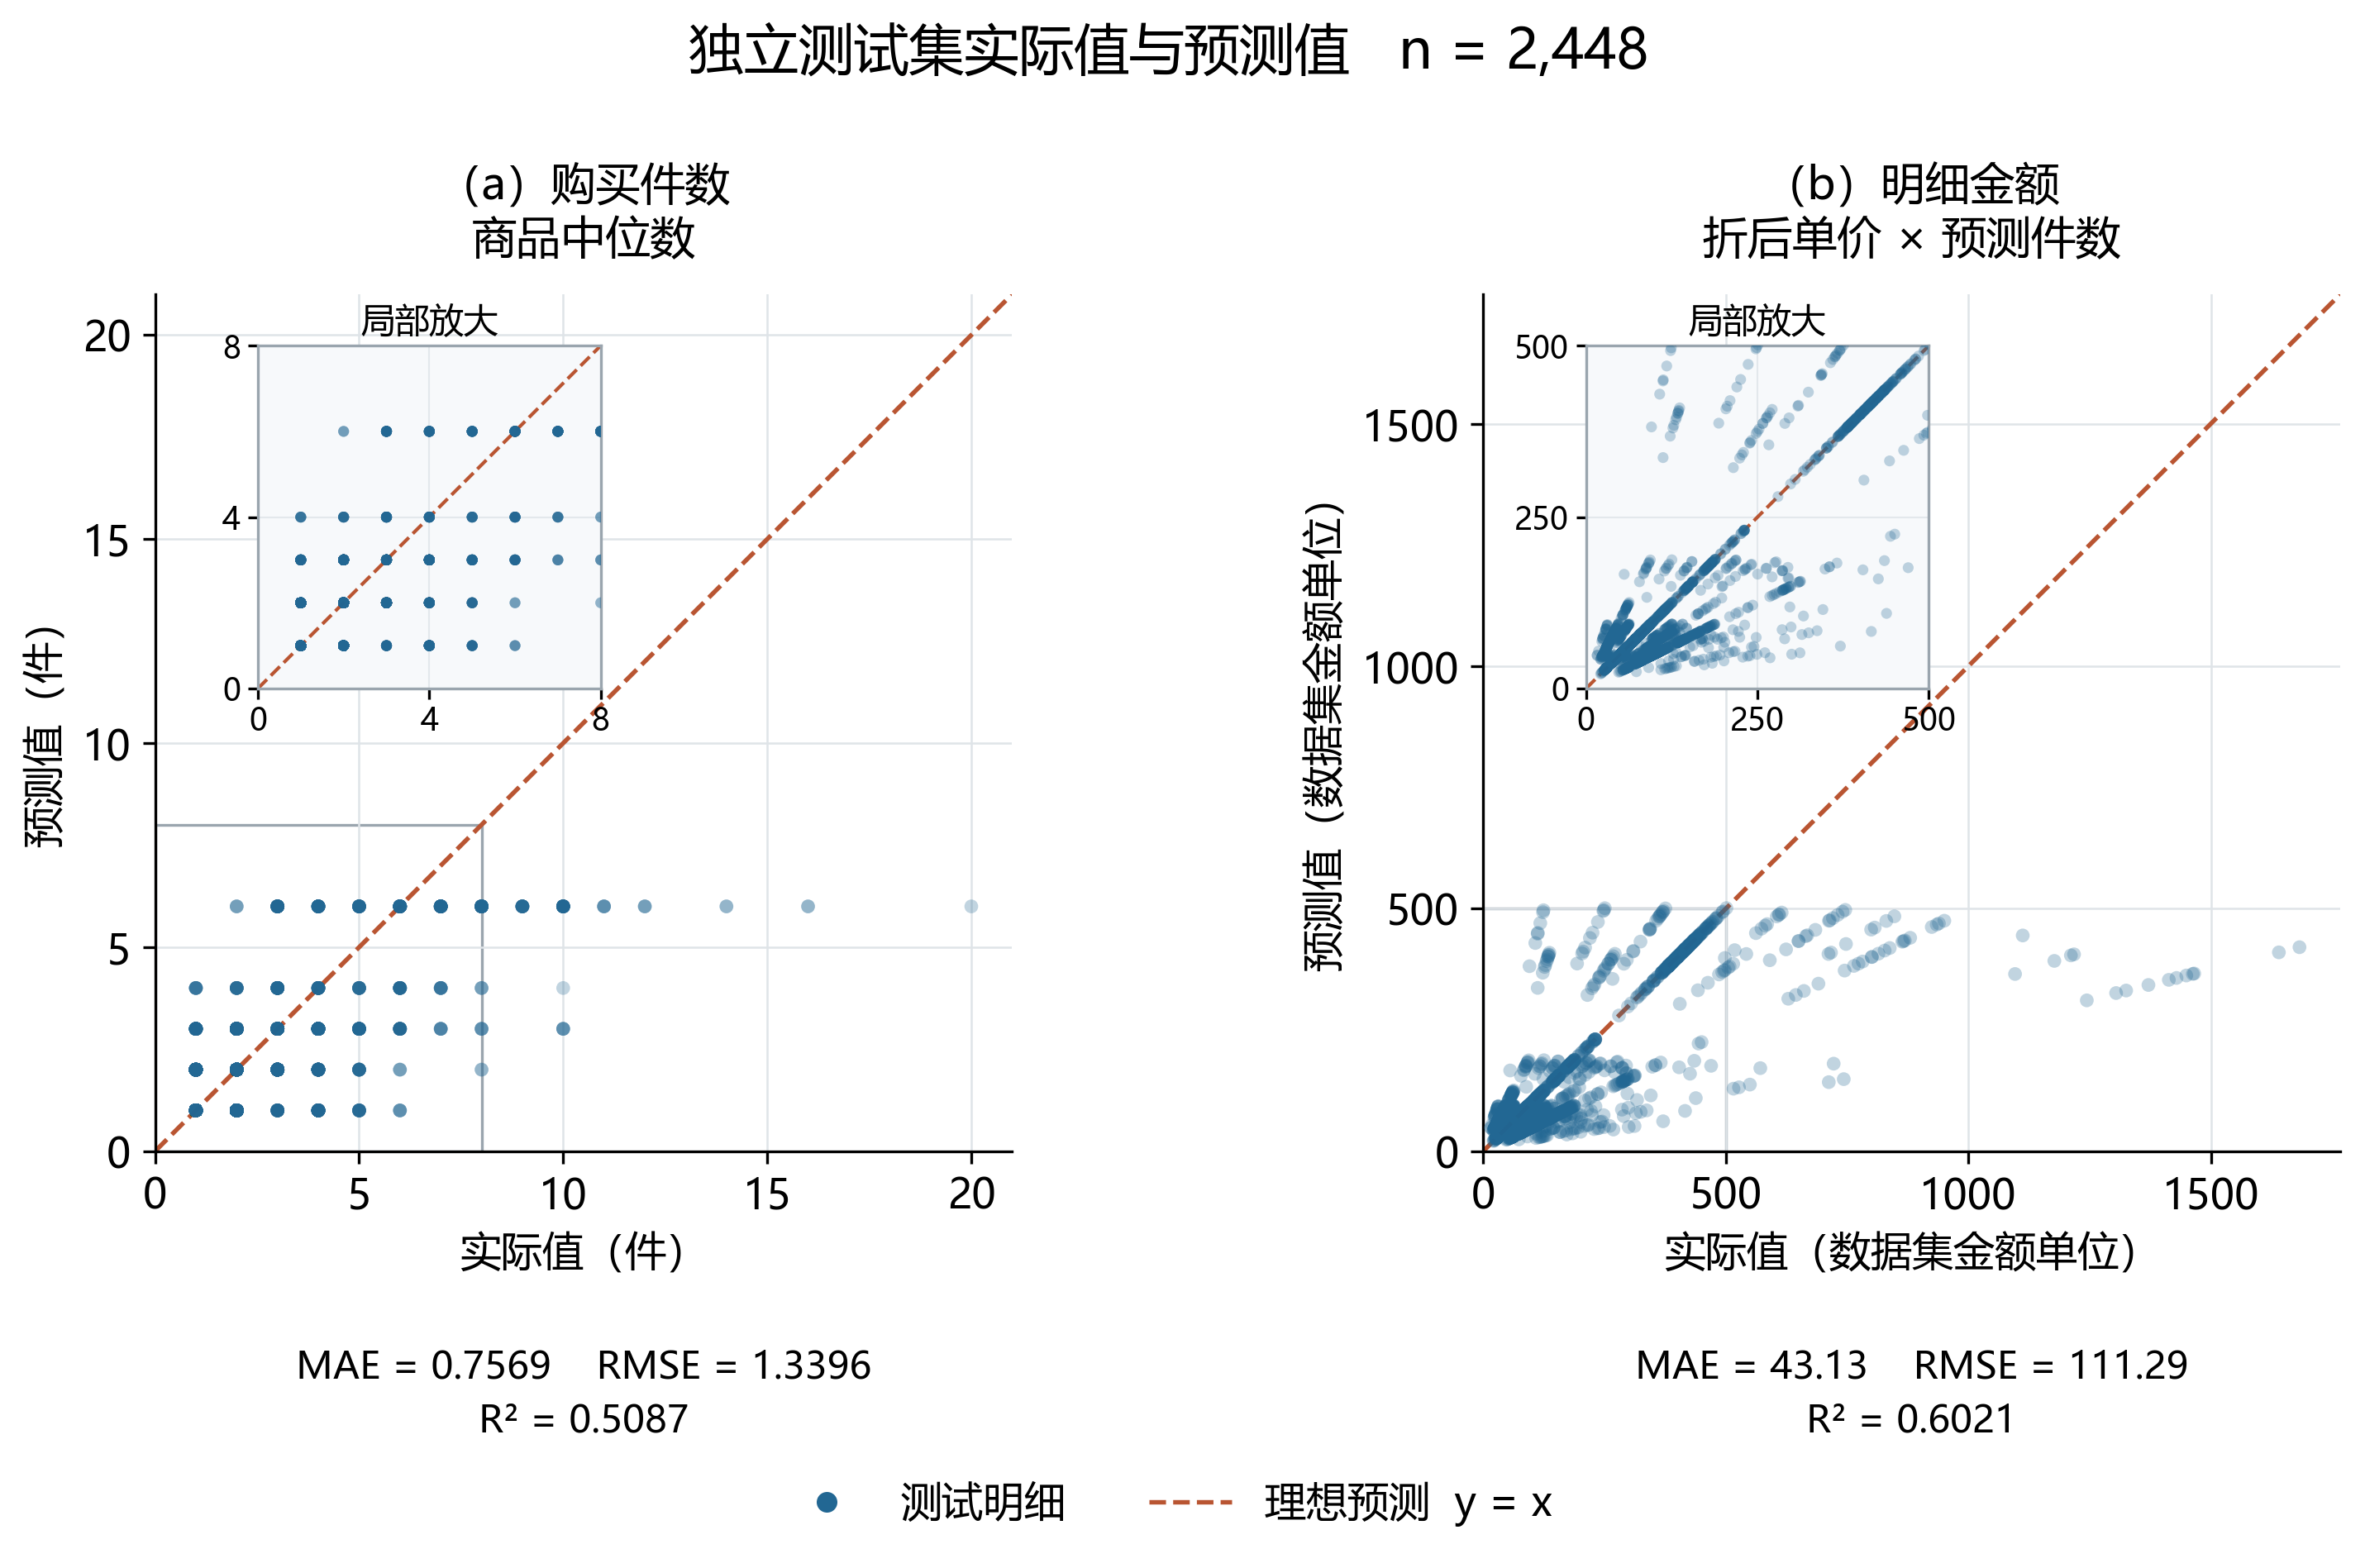 独立测试集实际值与预测值 n = 2,448
（a）购买件数
商品中位数
局部放大
8
4
0
0 4 8
20
15
10
5
0
0 5 10 15 20
预测值（件）
实际值（件）
MAE = 0.7569 RMSE = 1.3396
R² = 0.5087
（b）明细金额
折后单价 × 预测件数
局部放大
500
250
0
0 250 500
1500
1000
500
0
0 500 1000 1500
预测值（数据集金额单位）
实际值（数据集金额单位）
MAE = 43.13 RMSE = 111.29
R² = 0.6021
测试明细 理想预测 y = x